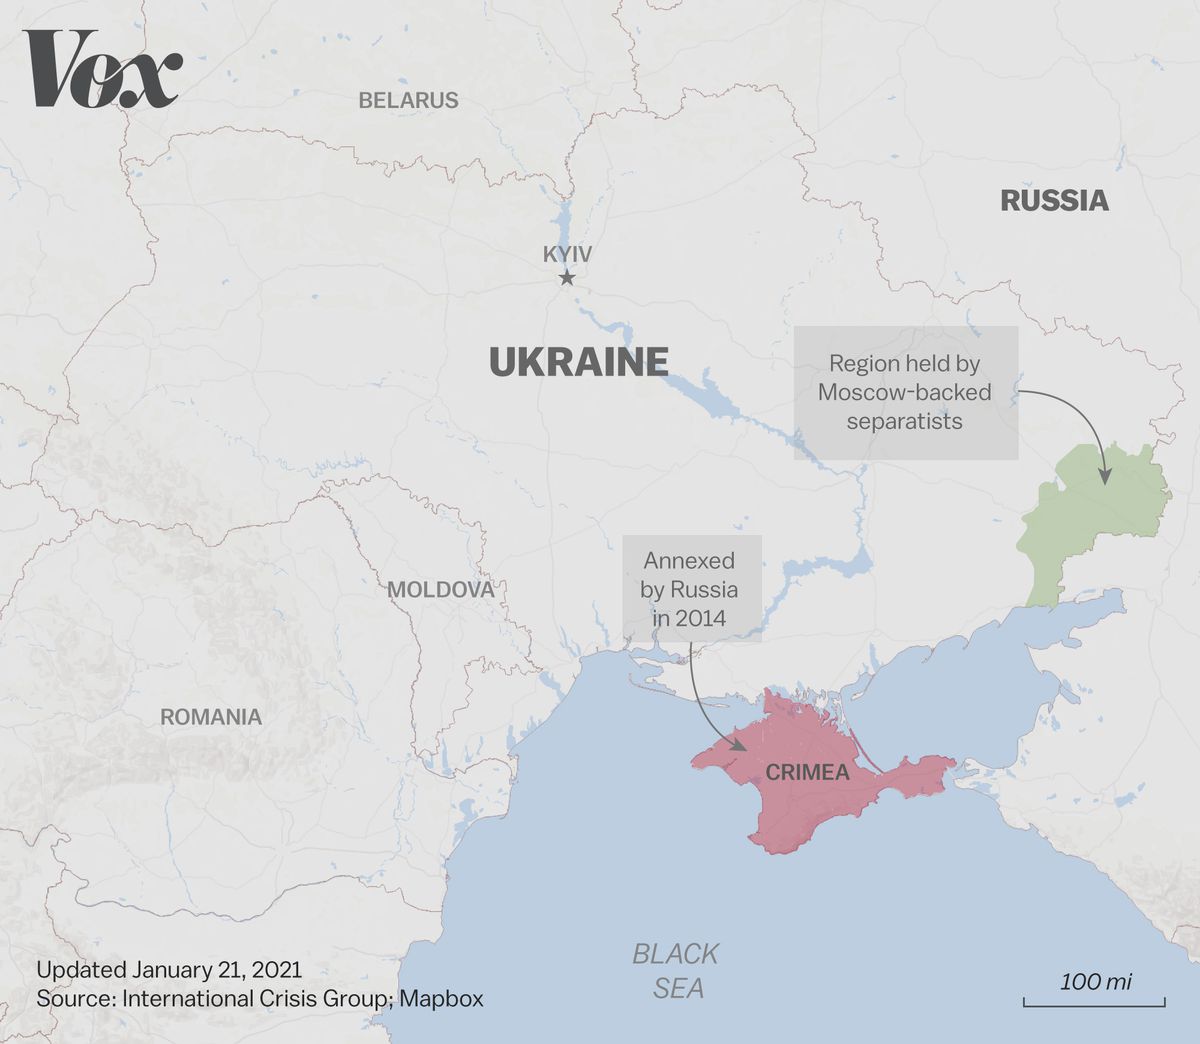 Vox
BELARUS
RUSSIA
KYIV
UKRAINE
Region held by
Moscow-backed
separatists
Annexed
by Russia
in 2014
MOLDOVA
ROMANIA
CRIMEA
BLACK
SEA
Updated January 21, 2021
Source: International Crisis Group; Mapbox
100 mi